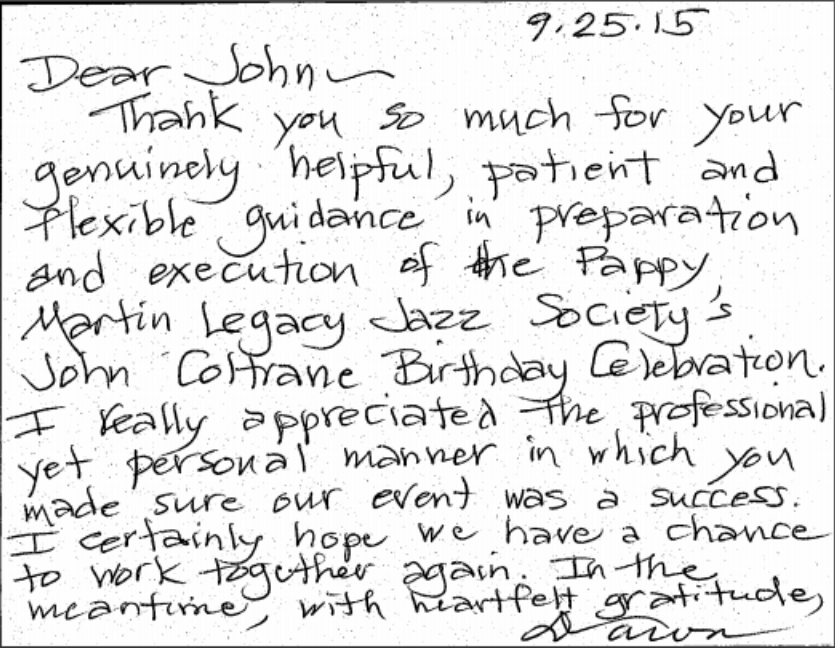 9.25.15
Dear John—
Thank you so much for your
genuinely helpful, patient and
flexible guidance in preparation
and execution of the Pappy
Martin Legacy Jazz Society's
John Coltrane Birthday Celebration.
I really appreciated the professional
yet personal manner in which you
made sure our event was a success.
I certainly hope we have a chance
to work together again. In the
meantime, with heartfelt gratitude,
Dawn